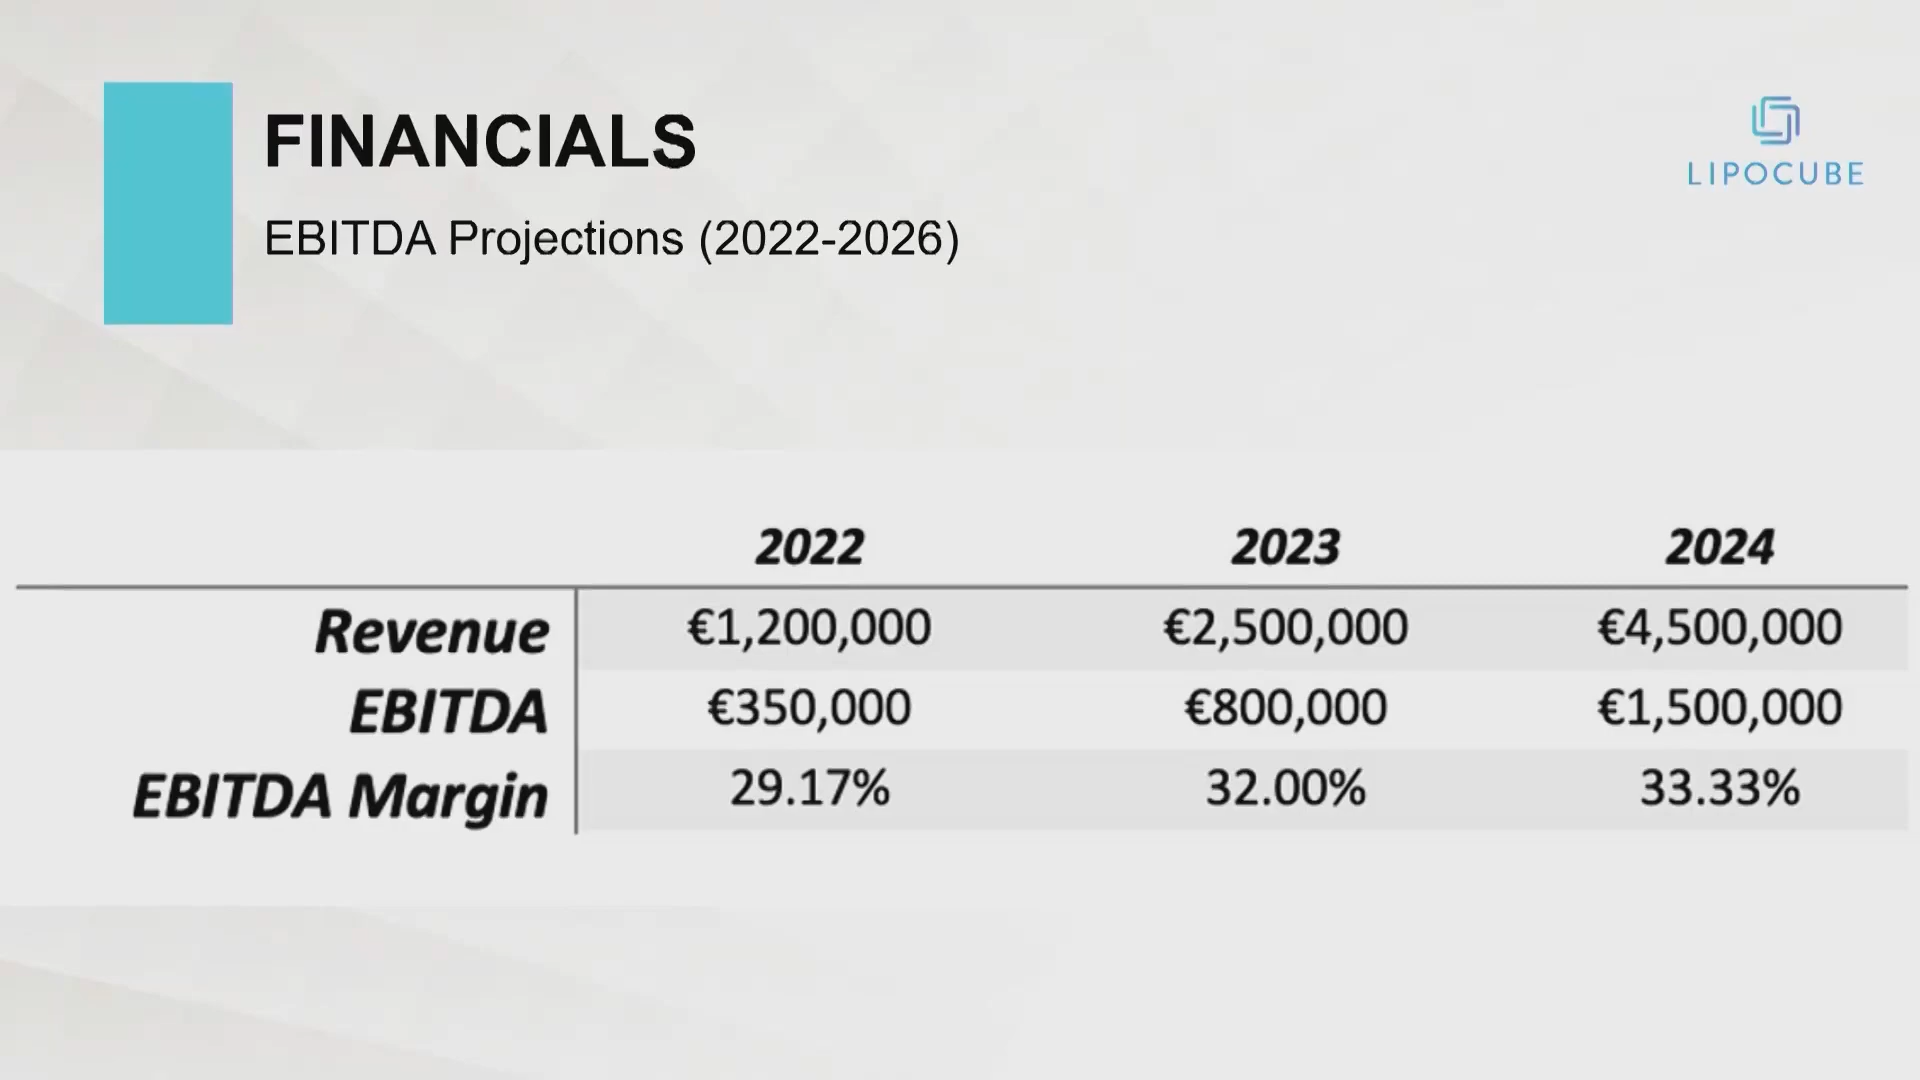 FINANCIALS
EBITDA Projections (2022-2026)
LIPOCUBE
2022 2023 2024
Revenue €1,200,000 €2,500,000 €4,500,000
EBITDA €350,000 €800,000 €1,500,000
EBITDA Margin 29.17% 32.00% 33.33%